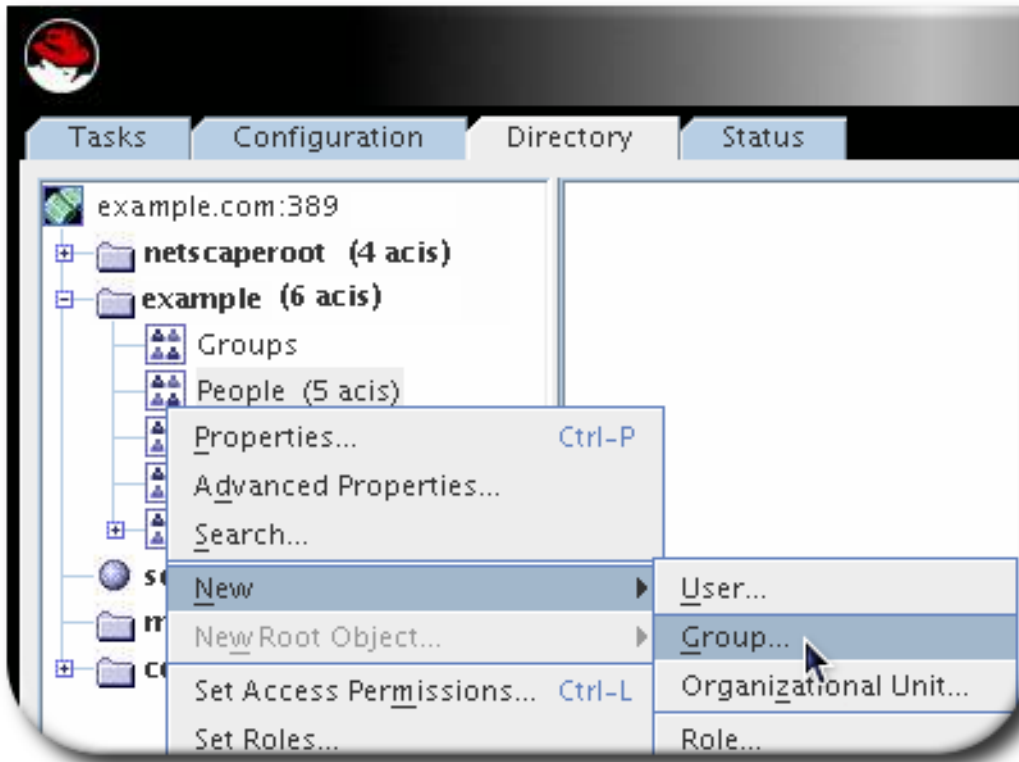 Tasks Configuration Directory Status
example.com:389
netscaperoot (4 acis)
example (6 acis)
Groups
People (5 acis)
Properties... Ctrl-P
Advanced Properties...
Search...
New
New Root Object...
Set Access Permissions... Ctrl-L
Set Roles...
User...
Group...
Organizational Unit...
Role...